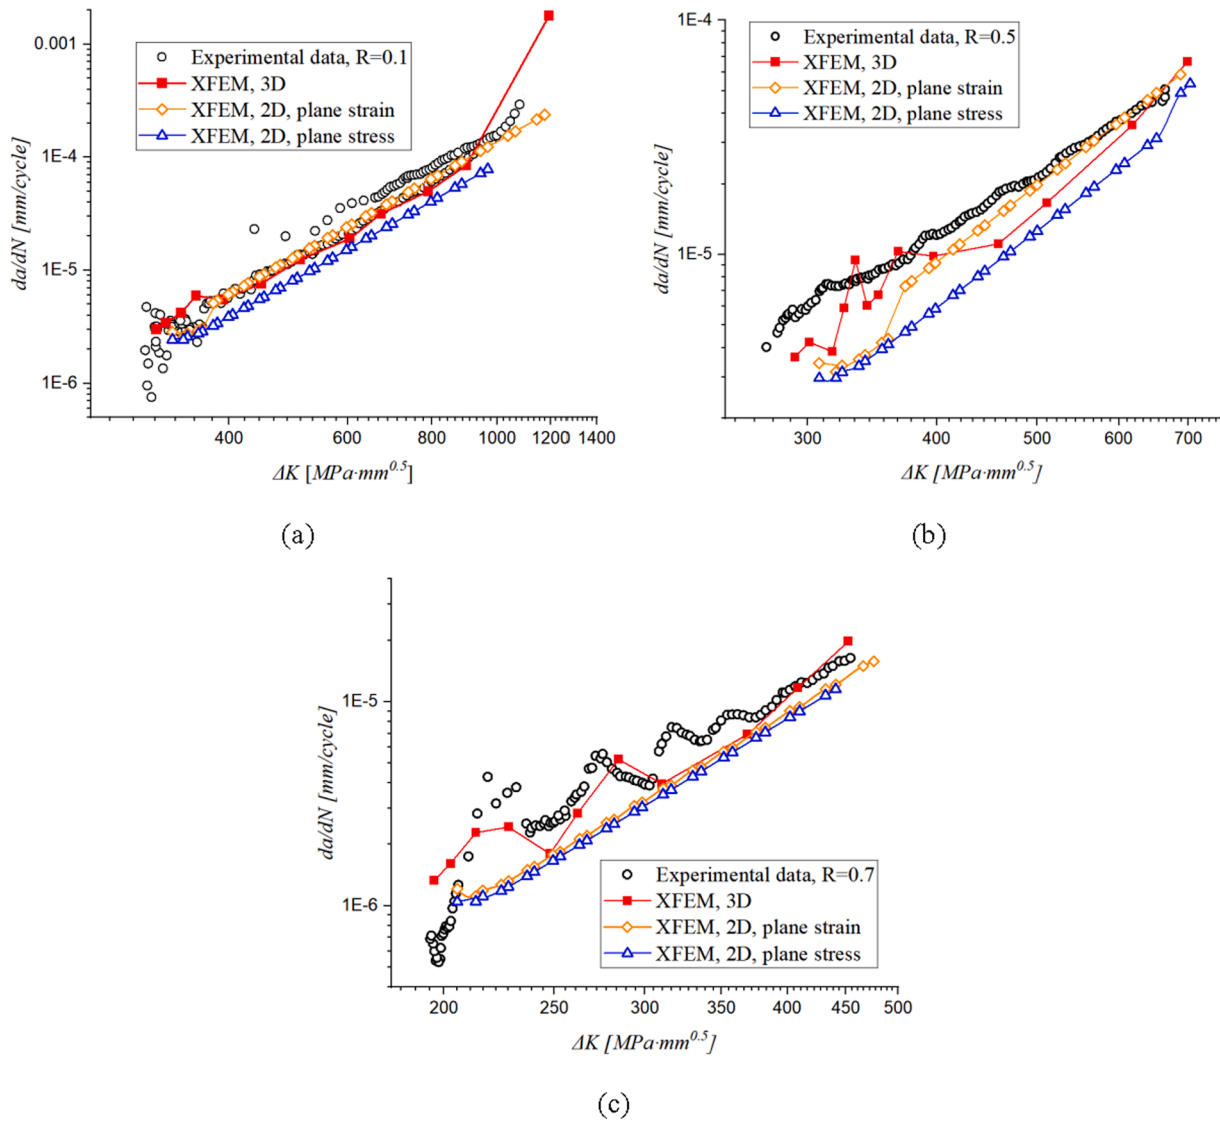 0.001
1E-4
1E-5
1E-6
da/dN [mm/cycle]
Experimental data, R=0.1
XFEM, 3D
XFEM, 2D, plane strain
XFEM, 2D, plane stress
400 600 800 1000 1200 1400
ΔK [MPa·mm^0.5]
(a)
1E-4
1E-5
da/dN [mm/cycle]
Experimental data, R=0.5
XFEM, 3D
XFEM, 2D, plane strain
XFEM, 2D, plane stress
300 400 500 600 700
ΔK [MPa·mm^0.5]
(b)
1E-5
1E-6
da/dN [mm/cycle]
Experimental data, R=0.7
XFEM, 3D
XFEM, 2D, plane strain
XFEM, 2D, plane stress
200 250 300 350 400 450 500
ΔK [MPa·mm^0.5]
(c)